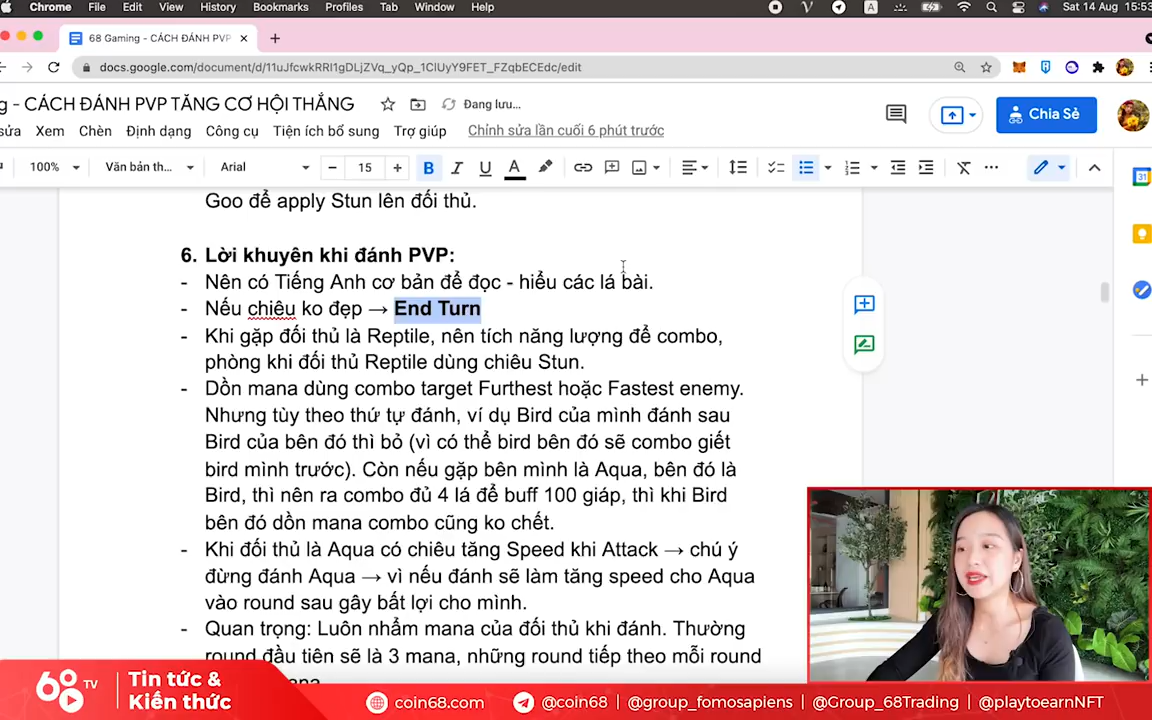 Chrome File Edit View History Bookmarks Profiles Tab Window Help
Sat 14 Aug 15:53
68 Gaming - CÁCH ĐÁNH PVP
docs.google.com/document/d/11uJfcwkRRI1gDLjZVq_yQp_1ClUyY9FET_FZqbECEdc/edit
g - CÁCH ĐÁNH PVP TĂNG CƠ HỘI THẮNG
Đang lưu...
Chia Sẻ
sửa Xem Chèn Định dạng Công cụ Tiện ích bổ sung Trợ giúp Chỉnh sửa lần cuối 6 phút trước
100% Văn bản th... Arial 15 B I U A
31
Goo để apply Stun lên đối thủ.
6. Lời khuyên khi đánh PVP:
- Nên có Tiếng Anh cơ bản để đọc - hiểu các lá bài.
- Nếu chiêu ko đẹp → End Turn
- Khi gặp đối thủ là Reptile, nên tích năng lượng để combo,
phòng khi đối thủ Reptile dùng chiêu Stun.
- Dồn mana dùng combo target Furthest hoặc Fastest enemy.
Nhưng tùy theo thứ tự đánh, ví dụ Bird của mình đánh sau
Bird của bên đó thì bỏ (vì có thể bird bên đó sẽ combo giết
bird mình trước). Còn nếu gặp bên mình là Aqua, bên đó là
Bird, thì nên ra combo đủ 4 lá để buff 100 giáp, thì khi Bird
bên đó dồn mana combo cũng ko chết.
- Khi đối thủ là Aqua có chiêu tăng Speed khi Attack → chú ý
đừng đánh Aqua → vì nếu đánh sẽ làm tăng speed cho Aqua
vào round sau gây bất lợi cho mình.
- Quan trọng: Luôn nhẩm mana của đối thủ khi đánh. Thường
round đầu tiên sẽ là 3 mana, những round tiếp theo mỗi round
68 TV
Tin tức &
Kiến thức
coin68.com @coin68 | @group_fomosapiens | @Group_68Trading | @playtoearnNFT